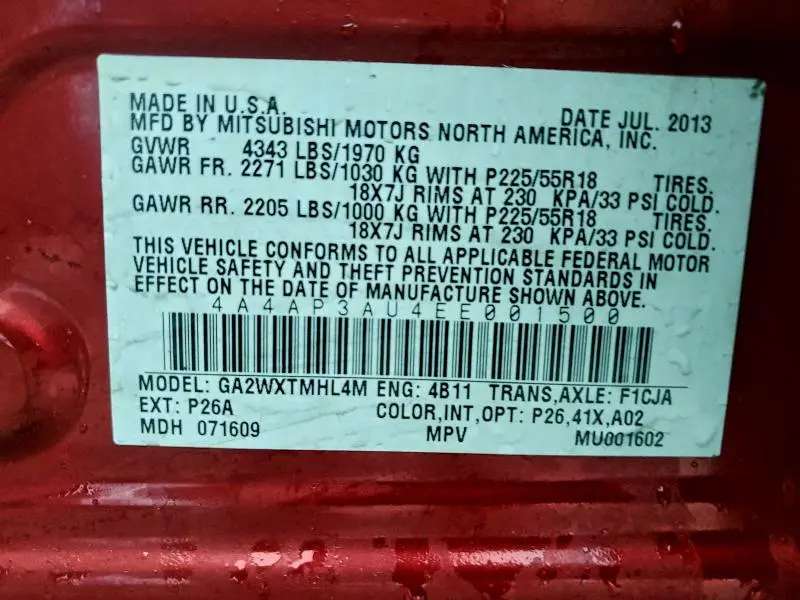 MADE IN U.S.A. DATE JUL. 2013
MFD BY MITSUBISHI MOTORS NORTH AMERICA, INC.
GVWR 4343 LBS/1970 KG
GAWR FR. 2271 LBS/1030 KG WITH P225/55R18 TIRES.
18X7J RIMS AT 230 KPA/33 PSI COLD.
GAWR RR. 2205 LBS/1000 KG WITH P225/55R18 TIRES.
18X7J RIMS AT 230 KPA/33 PSI COLD.
THIS VEHICLE CONFORMS TO ALL APPLICABLE FEDERAL MOTOR
VEHICLE SAFETY AND THEFT PREVENTION STANDARDS IN
EFFECT ON THE DATE OF MANUFACTURE SHOWN ABOVE.
4A4AP3AU4EE001500
MODEL: GA2WXTMHL4M ENG: 4B11 TRANS,AXLE: F1CJA
EXT: P26A COLOR,INT,OPT: P26,41X,A02
MDH 071609 MPV MU001602